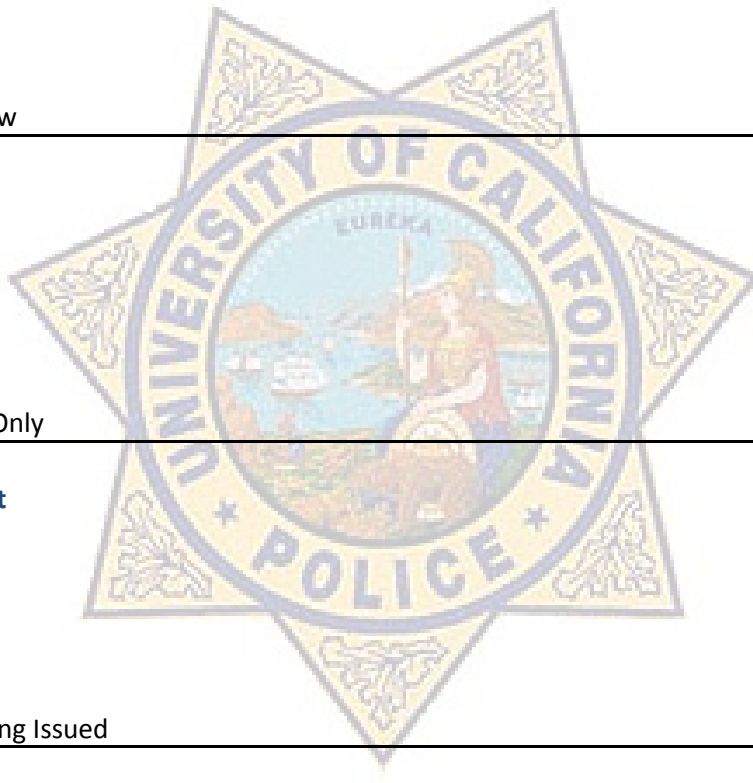 w
UNIVERSITY OF CALIFORNIA
EUREKA
Only
t
POLICE
ng Issued